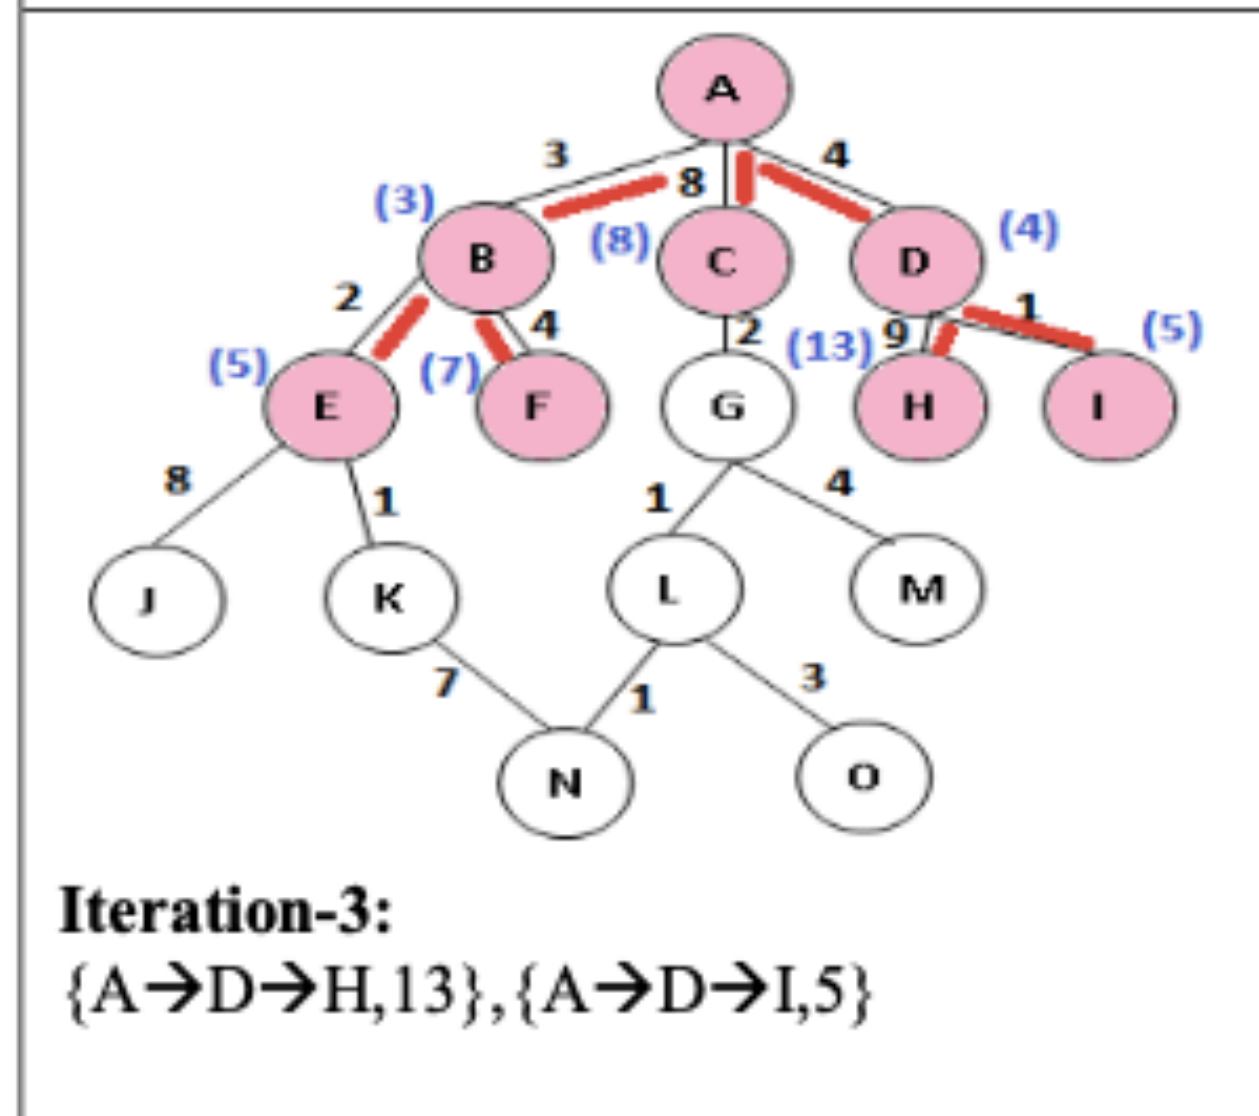 A
3 8 4
(3) B (8) C D (4)
2 4 2 (13) 9 1 (5)
(5) E (7) F G H I
8 1 1 4
J K L M
7 1 3
N O
Iteration-3:
{A→D→H,13},{A→D→I,5}